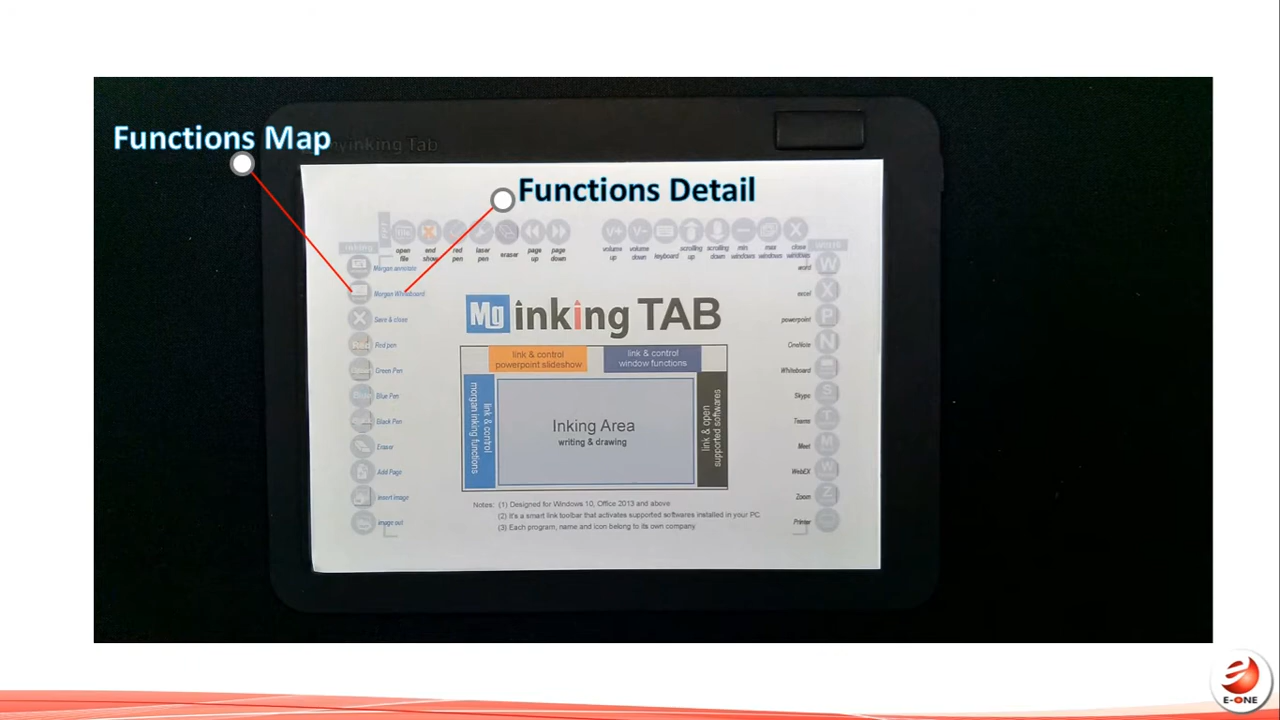 Functions Map
yinking Tab
Functions Detail
PPT
open file
end show
red pen
laser pen
eraser
page up
page down
volume up
volume down
keyboard
scrolling up
scrolling down
min windows
max windows
close windows
Inking
Morgan annotate
Morgan Whiteboard
Save & close
Red pen
Green Pen
Blue Pen
Black Pen
Erase
Add Page
Insert image
Image out
Mg inking TAB
link & control
powerpoint slideshow
link & control
window functions
link & control
morgan inking functions
Inking Area
writing & drawing
link & open
supported softwares
Notes: (1) Designed for Windows 10, Office 2013 and above
(2) It's a smart link toolbar that activates supported softwares installed in your PC
(3) Each program, name and icon belong to its own company
word
W
excel
X
powerpoint
P
OneNote
N
Whiteboard
Skype
S
Teams
T
Meet
M
WebEX
W
Zoom
Z
Printer
V+
V-
E-ONE